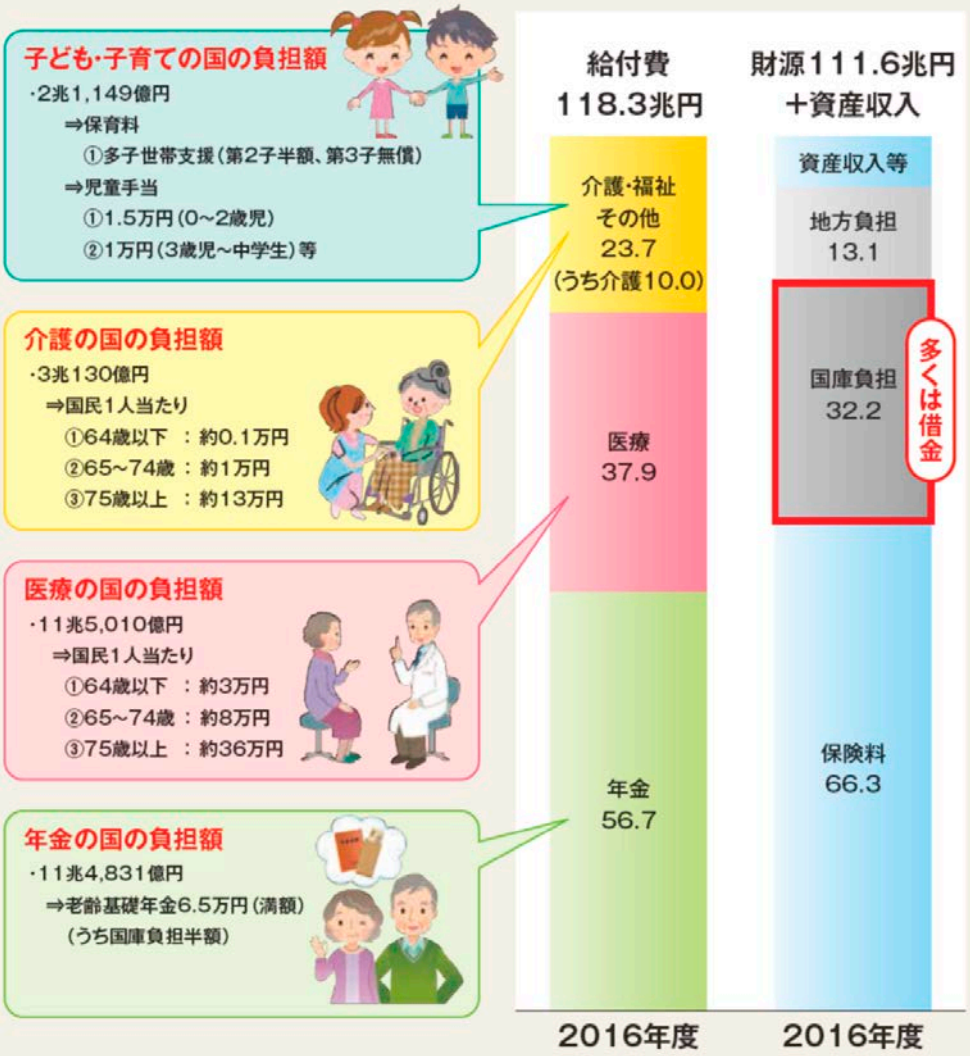 子ども・子育ての国の負担額
・2兆1,149億円
⇒保育料
①多子世帯支援（第2子半額、第3子無償）
⇒児童手当
①1.5万円（0～2歳児）
②1万円（3歳児～中学生）等
介護の国の負担額
・3兆130億円
⇒国民1人当たり
①64歳以下 ：約0.1万円
②65～74歳：約1万円
③75歳以上 ：約13万円
医療の国の負担額
・11兆5,010億円
⇒国民1人当たり
①64歳以下 ：約3万円
②65～74歳：約8万円
③75歳以上 ：約36万円
年金の国の負担額
・11兆4,831億円
⇒老齢基礎年金6.5万円（満額）
（うち国庫負担半額）
給付費
118.3兆円
介護・福祉
その他
23.7
（うち介護10.0）
医療
37.9
年金
56.7
2016年度
財源111.6兆円
＋資産収入
資産収入等
地方負担
13.1
国庫負担
32.2
多くは借金
保険料
66.3
2016年度